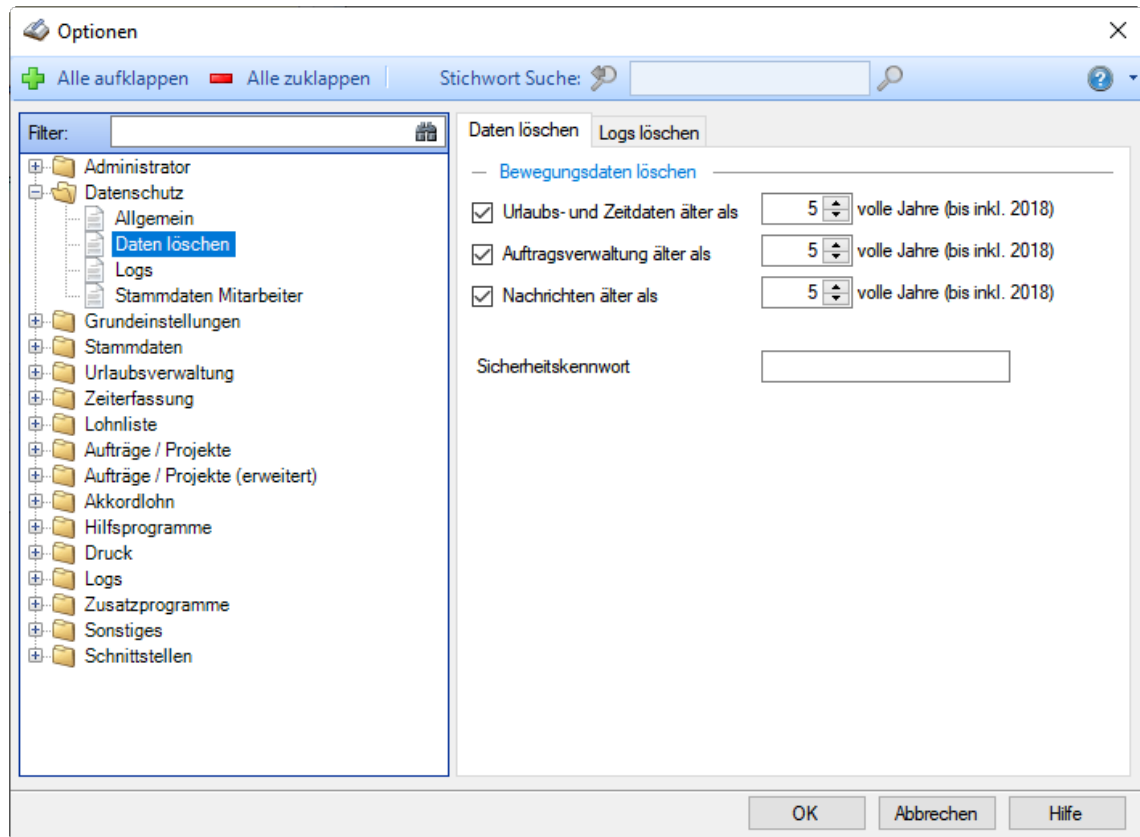 Optionen
Alle aufklappen Alle zuklappen Stichwort Suche:
Filter:
Administrator
Datenschutz
Allgemein
Daten löschen
Logs
Stammdaten Mitarbeiter
Grundeinstellungen
Stammdaten
Urlaubsverwaltung
Zeiterfassung
Lohnliste
Aufträge / Projekte
Aufträge / Projekte (erweitert)
Akkordlohn
Hilfsprogramme
Druck
Logs
Zusatzprogramme
Sonstiges
Schnittstellen
Daten löschen Logs löschen
Bewegungsdaten löschen
Urlaubs- und Zeitdaten älter als 5 volle Jahre (bis inkl. 2018)
Auftragsverwaltung älter als 5 volle Jahre (bis inkl. 2018)
Nachrichten älter als 5 volle Jahre (bis inkl. 2018)
Sicherheitskennwort
OK Abbrechen Hilfe